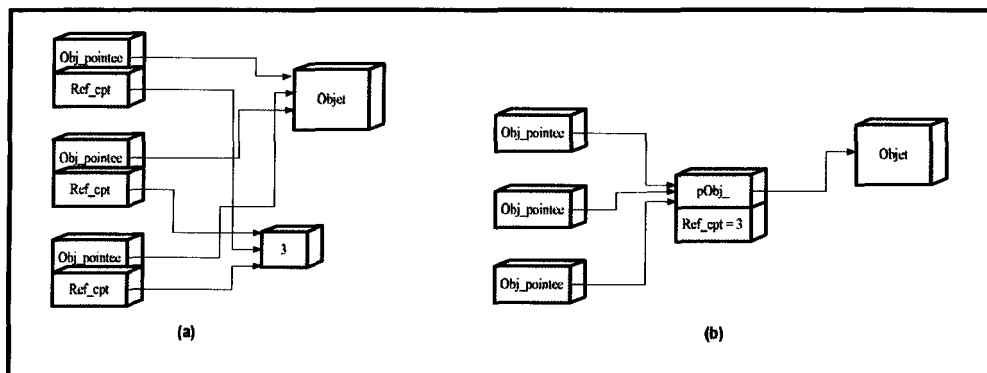 Obj_pointee
Ref_cpt
Objet
Obj_pointee
Ref_cpt
Obj_pointee
Ref_cpt
3
(a)
Obj_pointee
Obj_pointee
Obj_pointee
pObj_
Ref_cpt = 3
Objet
(b)